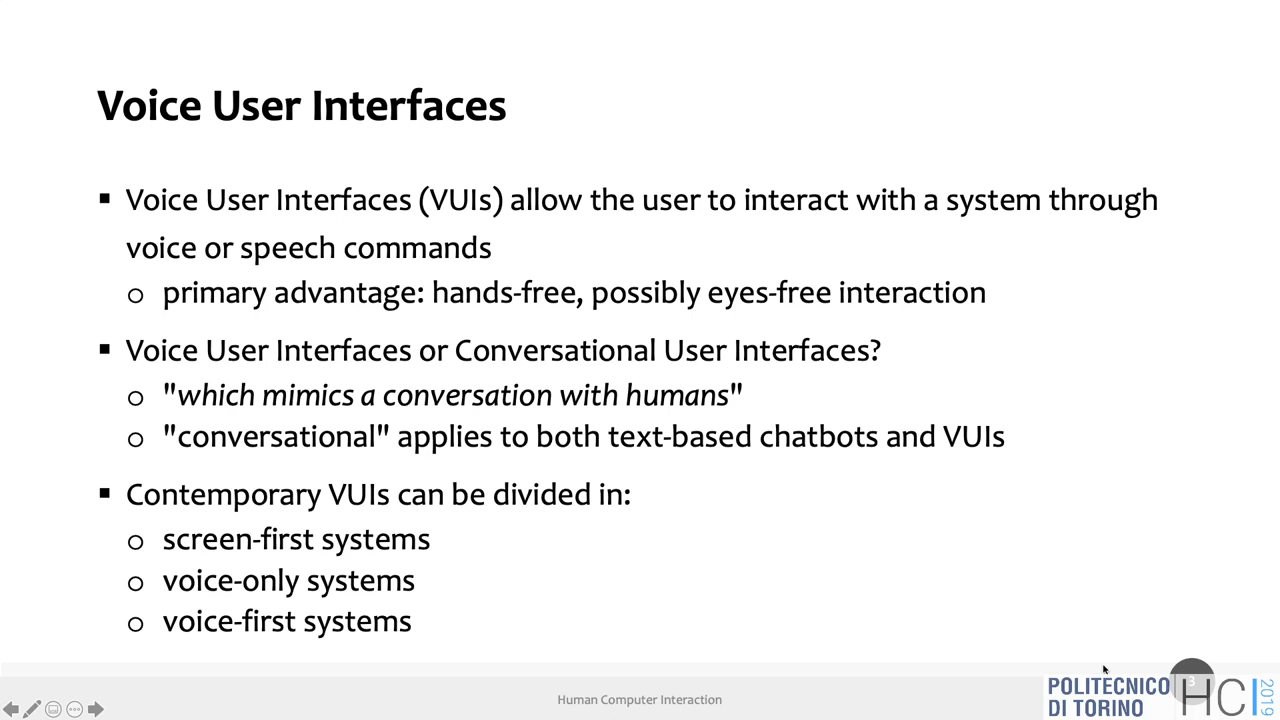 Voice User Interfaces
▪ Voice User Interfaces (VUIs) allow the user to interact with a system through
voice or speech commands
o primary advantage: hands-free, possibly eyes-free interaction
▪ Voice User Interfaces or Conversational User Interfaces?
o "which mimics a conversation with humans"
o "conversational" applies to both text-based chatbots and VUIs
▪ Contemporary VUIs can be divided in:
o screen-first systems
o voice-only systems
o voice-first systems
Human Computer Interaction
3
POLITECNICO
DI TORINO
HCI
2019